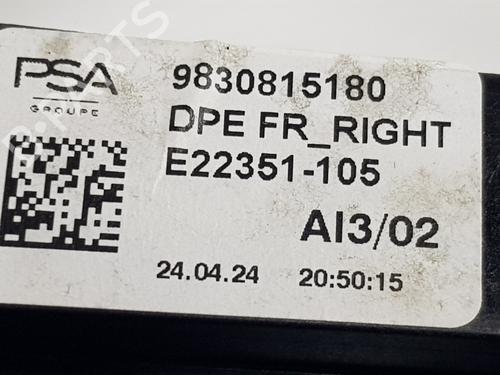 PSA
GROUPE
9830815180
DPE FR_RIGHT
E22351-105
AI3/02
24.04.24 20:50:15